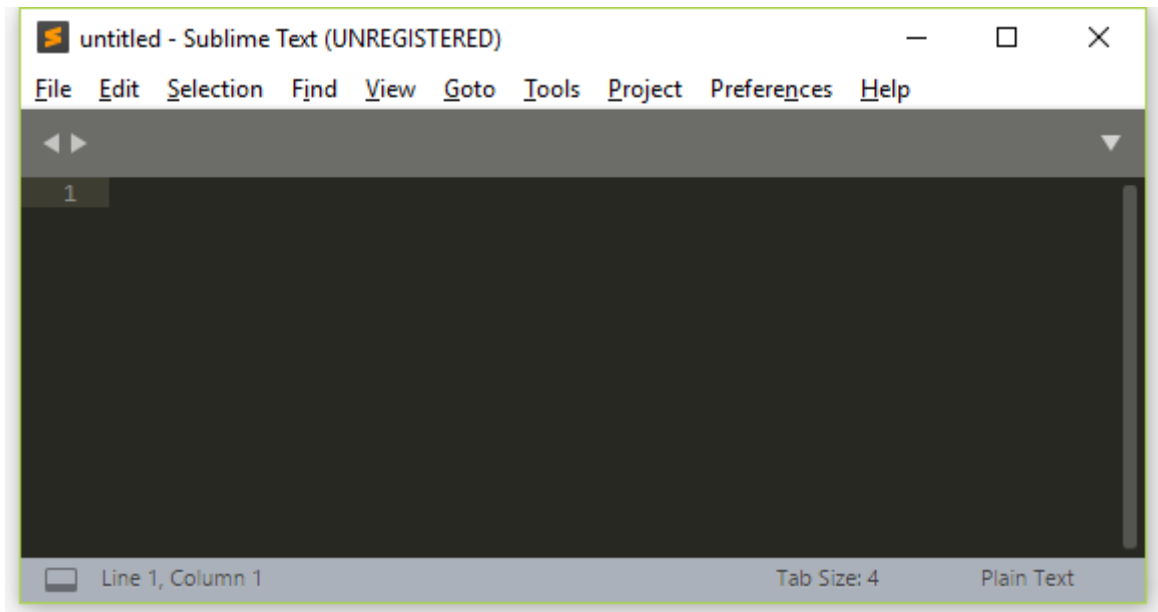 untitled - Sublime Text (UNREGISTERED)
File Edit Selection Find View Goto Tools Project Preferences Help
1
Line 1, Column 1 Tab Size: 4 Plain Text